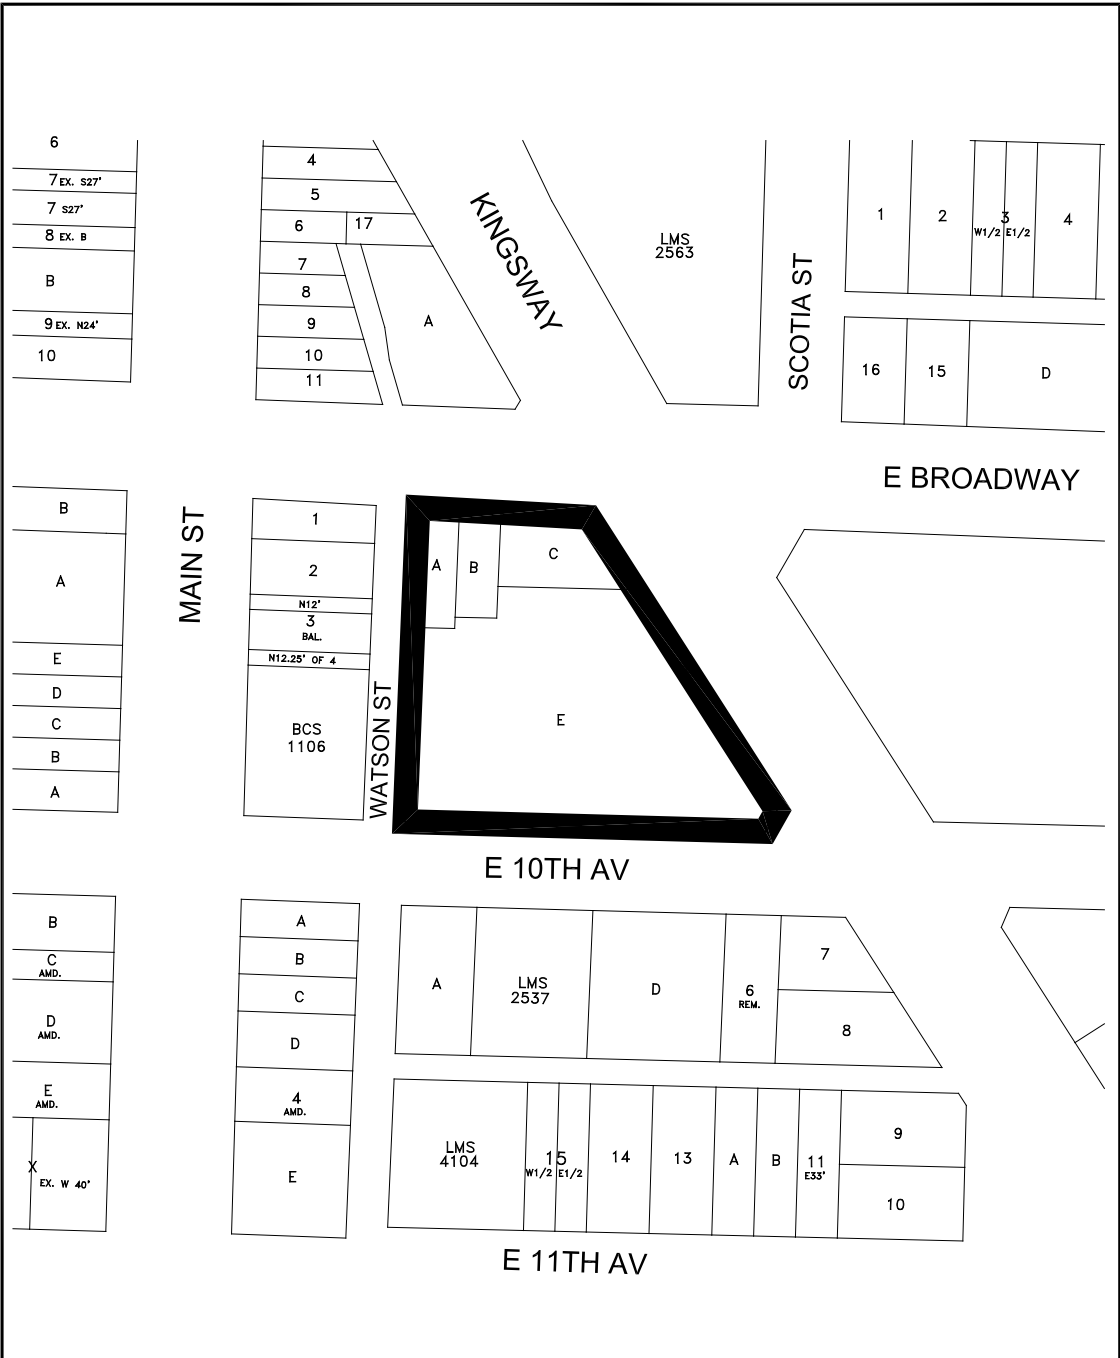 6
7 EX. S27'
7 S27'
8 EX. B
B
9 EX. N24'
10
4
5
6
17
7
8
9
10
11
A
KINGSWAY
LMS
2563
SCOTIA ST
1
2
3
W1/2 E1/2
4
16
15
D
E BROADWAY
B
A
E
D
C
B
A
MAIN ST
1
2
N12'
3
BAL.
N12.25' OF 4
BCS
1106
WATSON ST
A
B
C
E
E 10TH AV
B
C
AMD.
D
AMD.
E
AMD.
X
EX. W 40'
A
B
C
D
4
AMD.
E
A
LMS
2537
D
6
REM.
7
8
LMS
4104
15
W1/2 E1/2
14
13
A
B
11
E33'
9
10
E 11TH AV